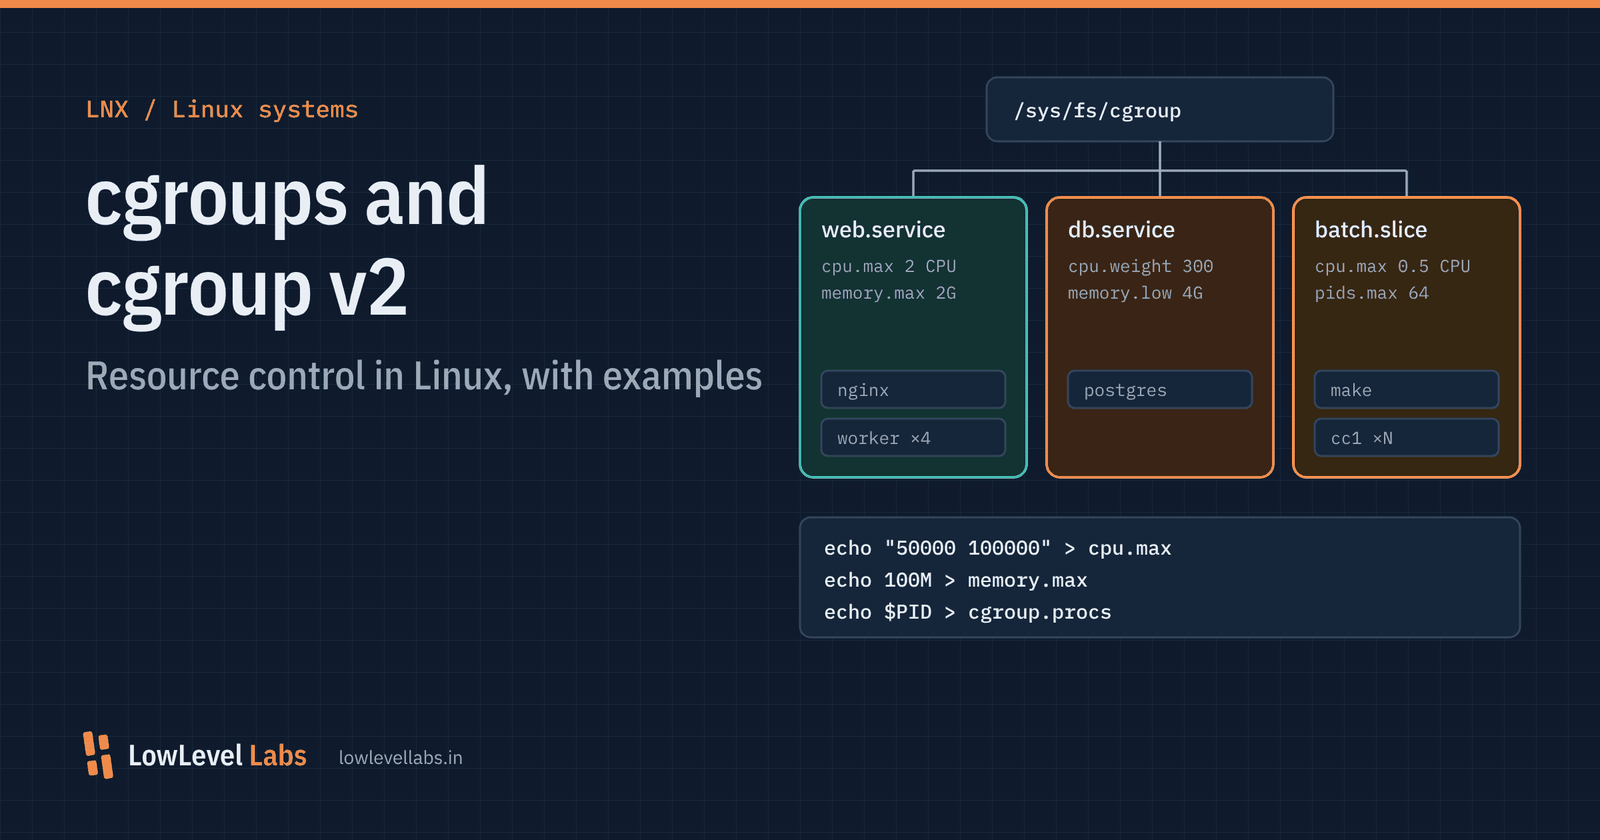 LNX / Linux systems
cgroups and
cgroup v2
Resource control in Linux, with examples
/sys/fs/cgroup
web.service
cpu.max 2 CPU
memory.max 2G
nginx
worker ×4
db.service
cpu.weight 300
memory.low 4G
postgres
batch.slice
cpu.max 0.5 CPU
pids.max 64
make
cc1 ×N
echo "50000 100000" > cpu.max
echo 100M > memory.max
echo $PID > cgroup.procs
LowLevel Labs
lowlevellabs.in